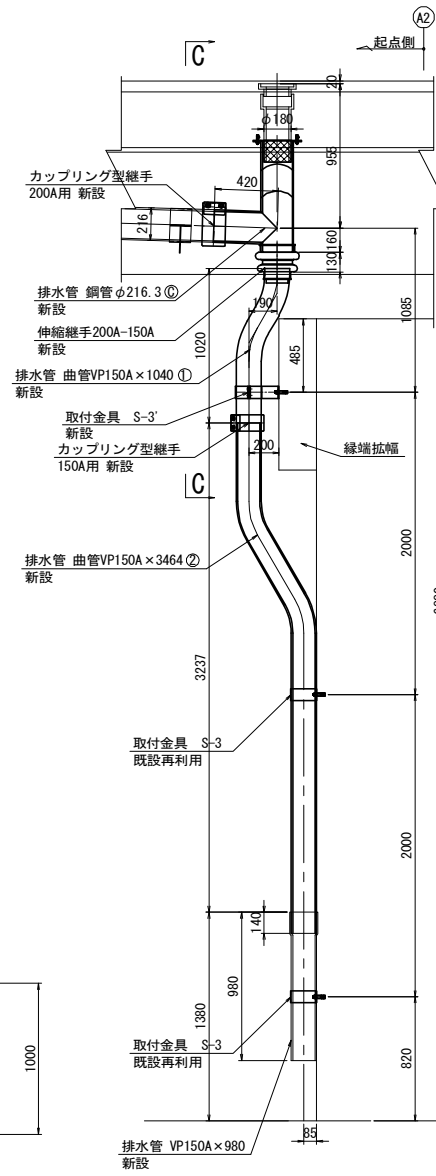 A2
起点側
C
20
φ180
955
カップリング型継手
200A用 新設
420
216
160
130
排水管 鋼管φ216.3 Ⓒ
新設
190
1085
伸縮継手200A-150A
新設
1020
485
排水管 曲管VP150A×1040 ①
新設
取付金具 S-3'
新設
カップリング型継手
150A用 新設
200
縁端拡幅
C
2000
排水管 曲管VP150A×3464 ②
新設
3237
取付金具 S-3
既設再利用
2000
140
980
1380
1000
取付金具 S-3
既設再利用
820
85
排水管 VP150A×980
新設